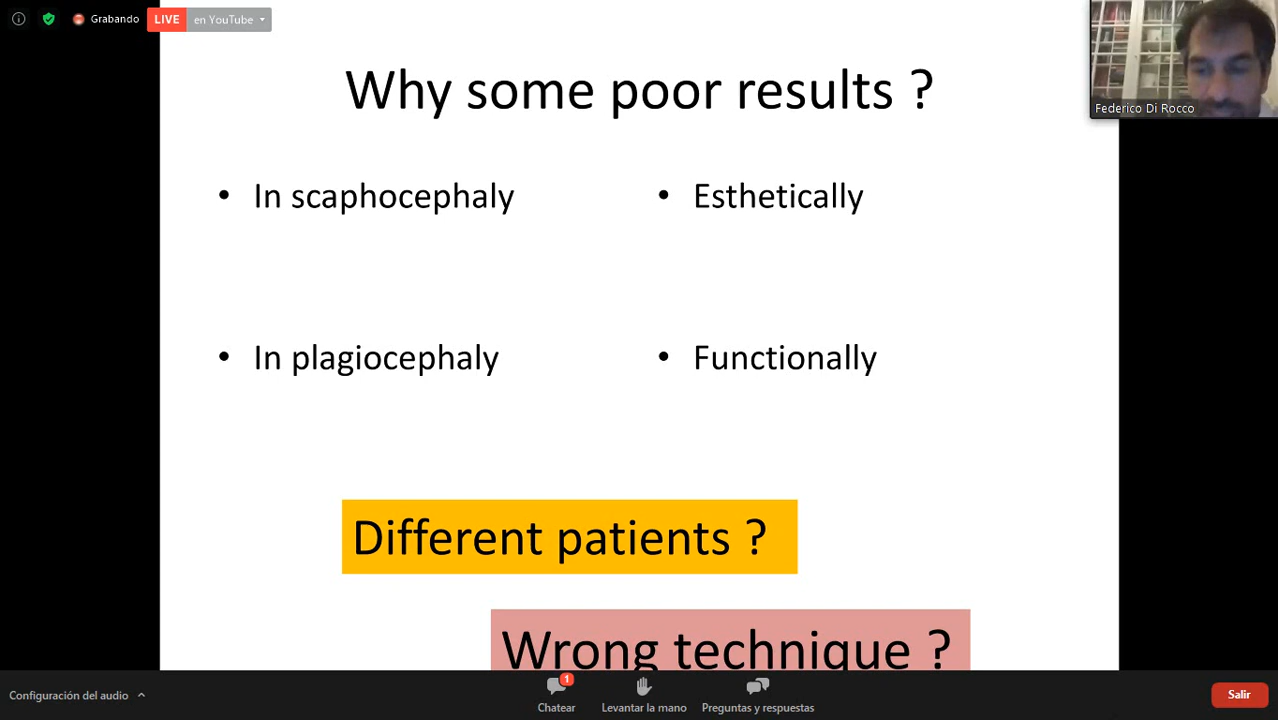 Grabando
LIVE en YouTube
Federico Di Rocco
Why some poor results ?
• In scaphocephaly
• Esthetically
• In plagiocephaly
• Functionally
Different patients ?
Wrong technique ?
Configuración del audio
1
Chatear
Levantar la mano
Preguntas y respuestas
Salir